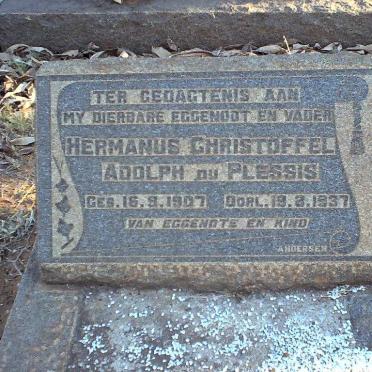 TER GEDAGTENIS AAN
MY DIERBARE EGGENOOT EN VADER
HERMANUS CHRISTOFFEL
ADOLPH DU PLESSIS
GEB. 16.9.1907 OORL. 19.8.1937
VAN EGGENOTE EN KIND
ANDERSEN